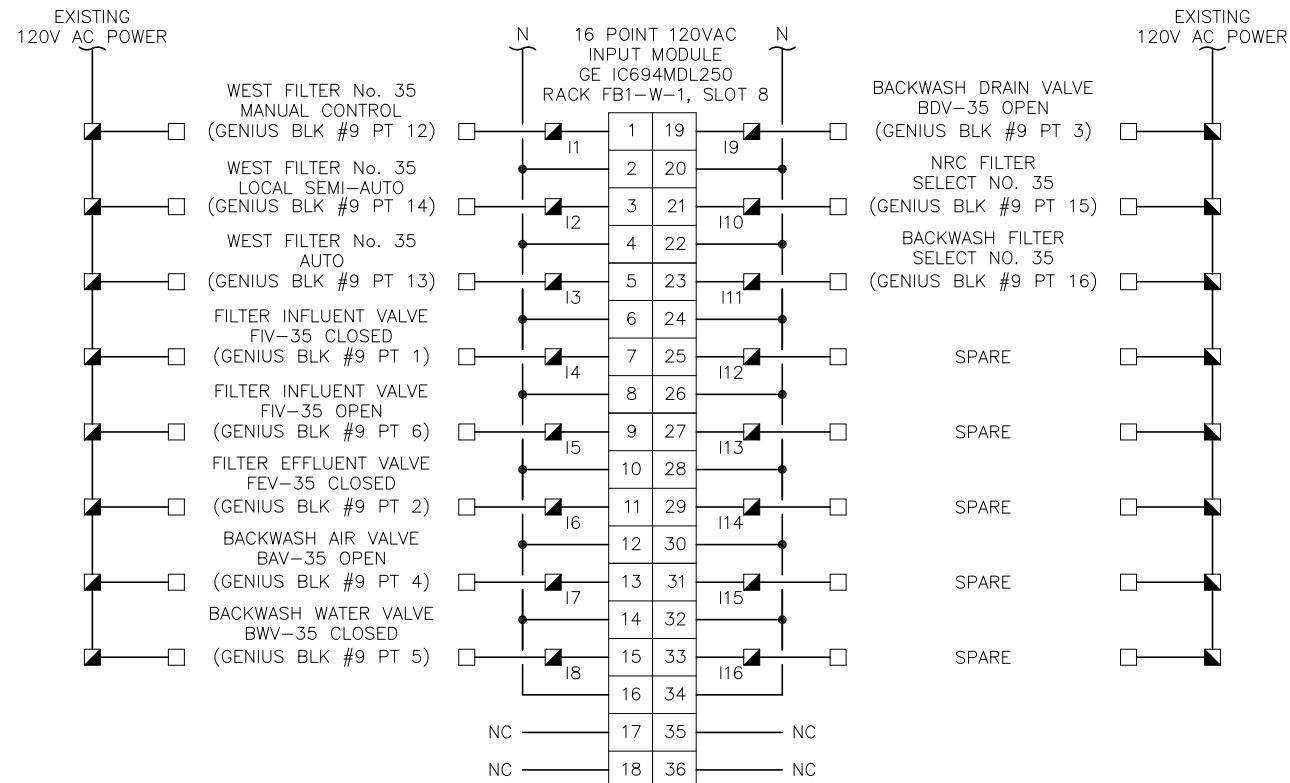 EXISTING
120V AC POWER
N
16 POINT 120VAC
INPUT MODULE
GE IC694MDL250
RACK FB1-W-1, SLOT 8
N
EXISTING
120V AC POWER
WEST FILTER No. 35
MANUAL CONTROL
(GENIUS BLK #9 PT 12)
I1
1 19
I9
BACKWASH DRAIN VALVE
BDV-35 OPEN
(GENIUS BLK #9 PT 3)
2 20
WEST FILTER No. 35
LOCAL SEMI-AUTO
(GENIUS BLK #9 PT 14)
I2
3 21
I10
NRC FILTER
SELECT NO. 35
(GENIUS BLK #9 PT 15)
4 22
WEST FILTER No. 35
AUTO
(GENIUS BLK #9 PT 13)
I3
5 23
I11
BACKWASH FILTER
SELECT NO. 35
(GENIUS BLK #9 PT 16)
6 24
FILTER INFLUENT VALVE
FIV-35 CLOSED
(GENIUS BLK #9 PT 1)
I4
7 25
I12
SPARE
8 26
FILTER INFLUENT VALVE
FIV-35 OPEN
(GENIUS BLK #9 PT 6)
I5
9 27
I13
SPARE
10 28
FILTER EFFLUENT VALVE
FEV-35 CLOSED
(GENIUS BLK #9 PT 2)
I6
11 29
I14
SPARE
12 30
BACKWASH AIR VALVE
BAV-35 OPEN
(GENIUS BLK #9 PT 4)
I7
13 31
I15
SPARE
14 32
BACKWASH WATER VALVE
BWV-35 CLOSED
(GENIUS BLK #9 PT 5)
I8
15 33
I16
SPARE
16 34
NC 17 35 NC
NC 18 36 NC